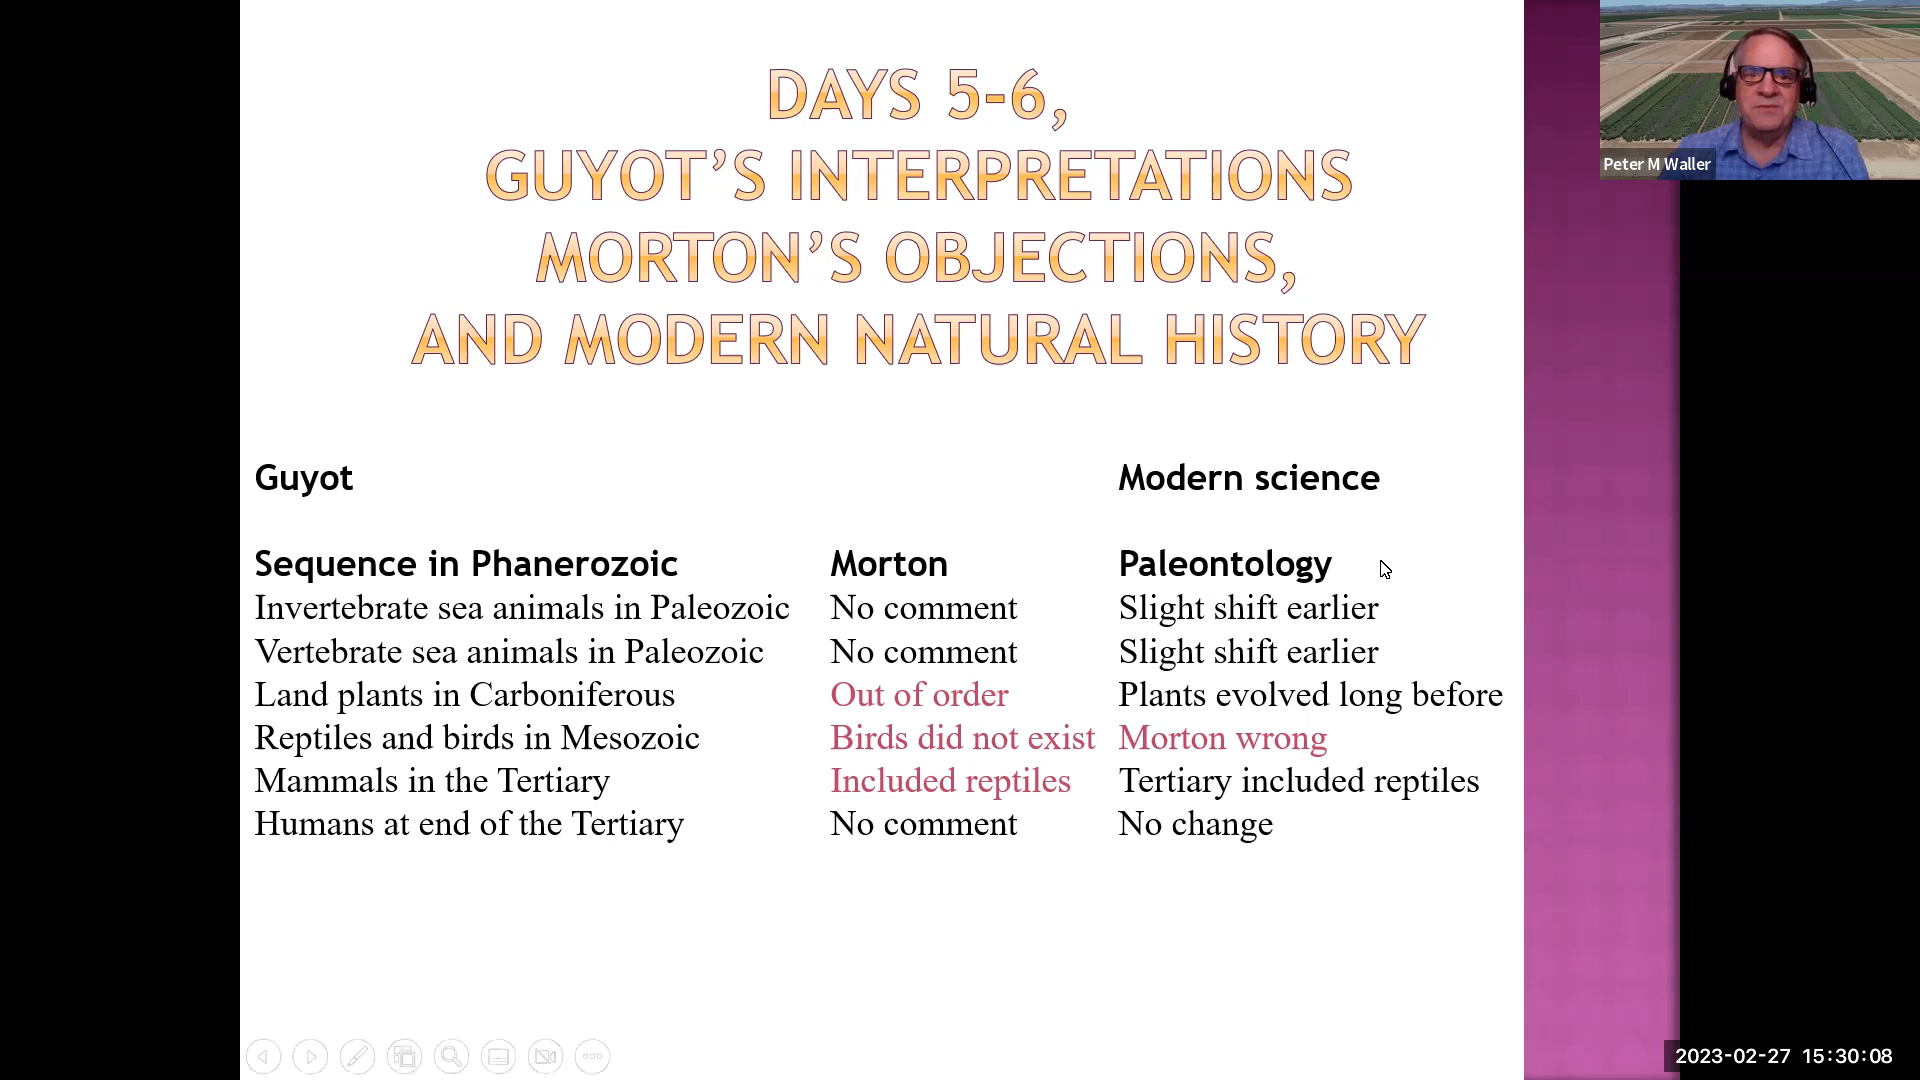 DAYS 5-6,
GUYOT’S INTERPRETATIONS
MORTON’S OBJECTIONS,
AND MODERN NATURAL HISTORY
Peter M Waller
Guyot Modern science
Sequence in Phanerozoic Morton Paleontology
Invertebrate sea animals in Paleozoic No comment Slight shift earlier
Vertebrate sea animals in Paleozoic No comment Slight shift earlier
Land plants in Carboniferous Out of order Plants evolved long before
Reptiles and birds in Mesozoic Birds did not exist Morton wrong
Mammals in the Tertiary Included reptiles Tertiary included reptiles
Humans at end of the Tertiary No comment No change
2023-02-27 15:30:08